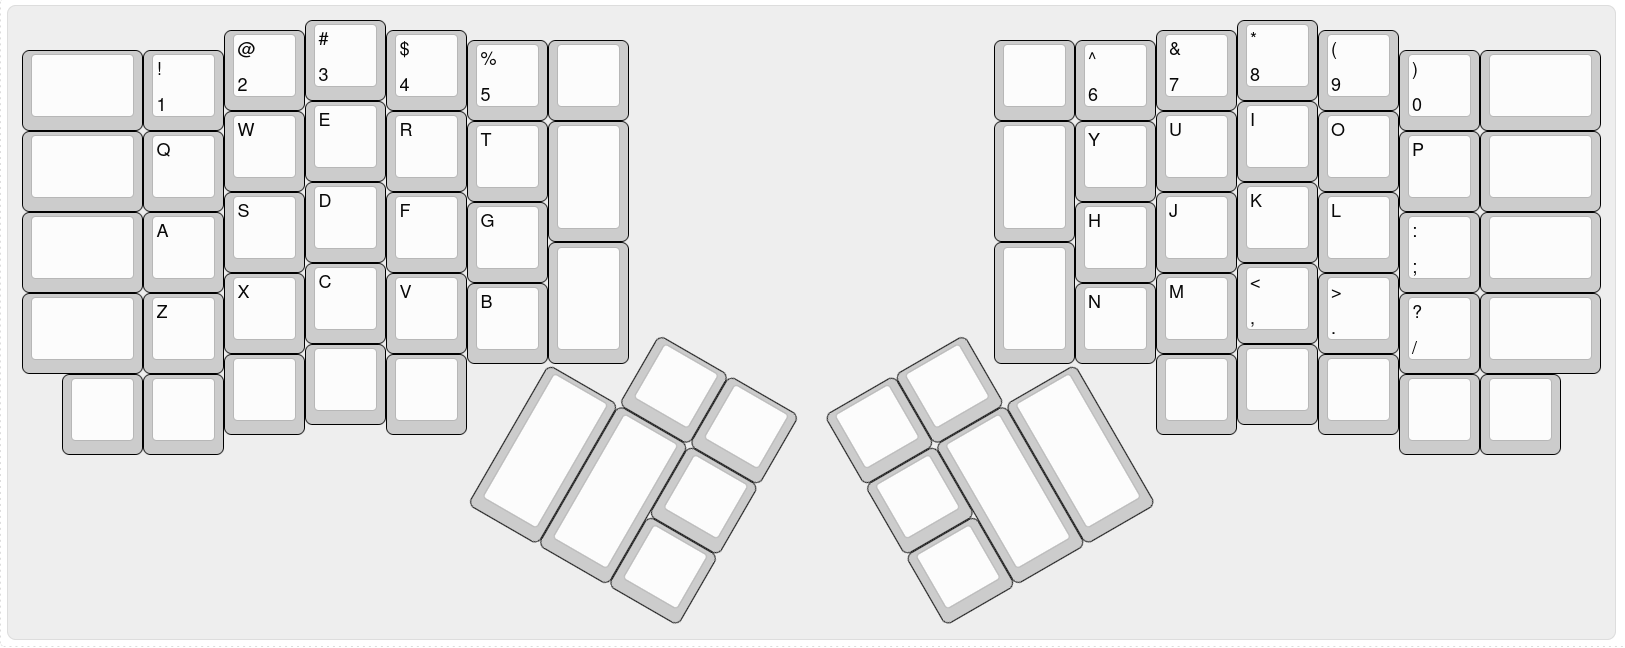 ! @ # $ % ^ & * ( )
1 2 3 4 5 6 7 8 9 0
Q W E R T Y U I O P
A S D F G H J K L :
;
Z X C V B N M < > ?
, . /